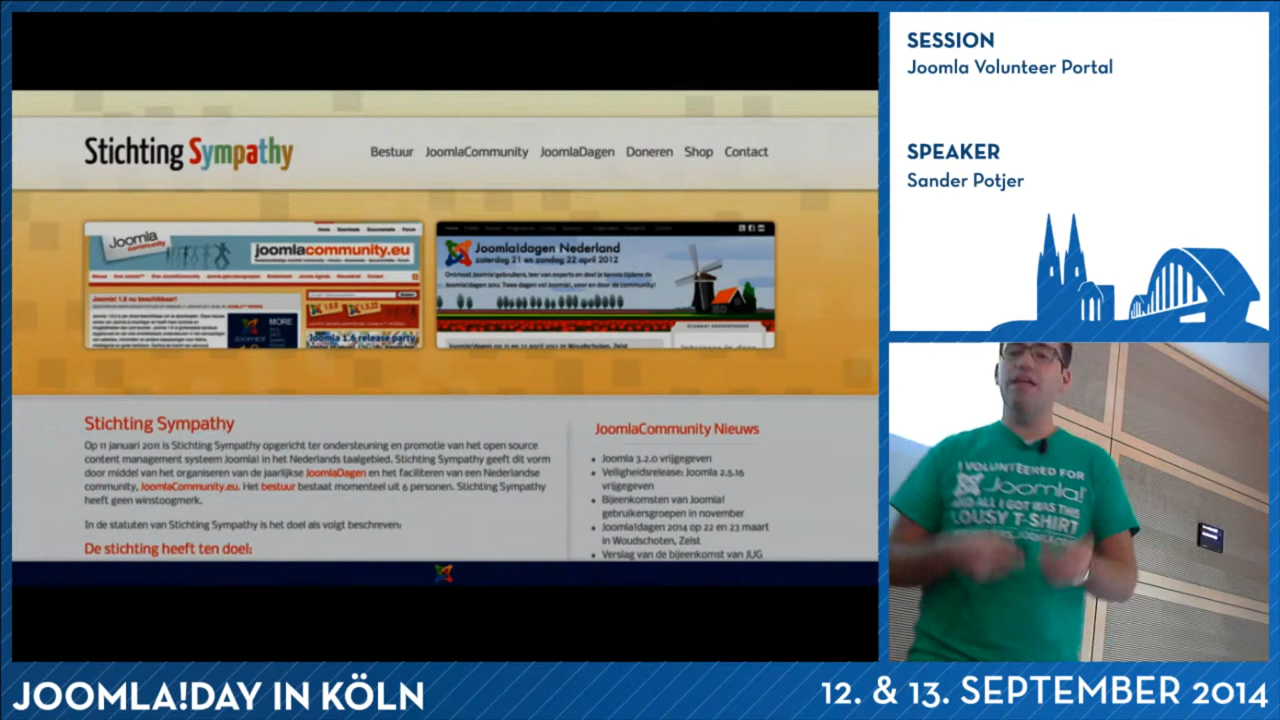 Stichting Sympathy
Bestuur JoomlaCommunity JoomlaDagen Doneren Shop Contact
Joomla
community
joomlacommunity.eu
MORE
Joomla 1.6 release party
Joomla!dagen Nederland
zaterdag 21 en zondag 22 april 2012
Stichting Sympathy
Op 11 januari 2011 is Stichting Sympathy opgericht ter ondersteuning en promotie van het open source
content management systeem Joomla! in het Nederlands taalgebied. Stichting Sympathy geeft dit vorm
door middel van het organiseren van de jaarlijkse JoomlaDagen en het faciliteren van een Nederlandse
community, JoomlaCommunity.eu. Het bestuur bestaat momenteel uit 6 personen. Stichting Sympathy
heeft geen winstoogmerk.
In de statuten van Stichting Sympathy is het doel als volgt beschreven:
De stichting heeft ten doel:
JoomlaCommunity Nieuws
Joomla 3.2.0 vrijgegeven
Veiligheidsrelease: Joomla 2.5.16
vrijgegeven
Bijeenkomsten van Joomla!
gebruikersgroepen in november
Joomla!dagen 2014 op 22 en 23 maart
in Woudschoten, Zeist
Verslag van de bijeenkomst van JUG
SESSION
Joomla Volunteer Portal
SPEAKER
Sander Potjer
I VOLUNTEERED FOR
Joomla!
AND ALL I GOT WAS THIS
LOUSY T-SHIRT
JOOMLA!DAY IN KÖLN
12. & 13. SEPTEMBER 2014